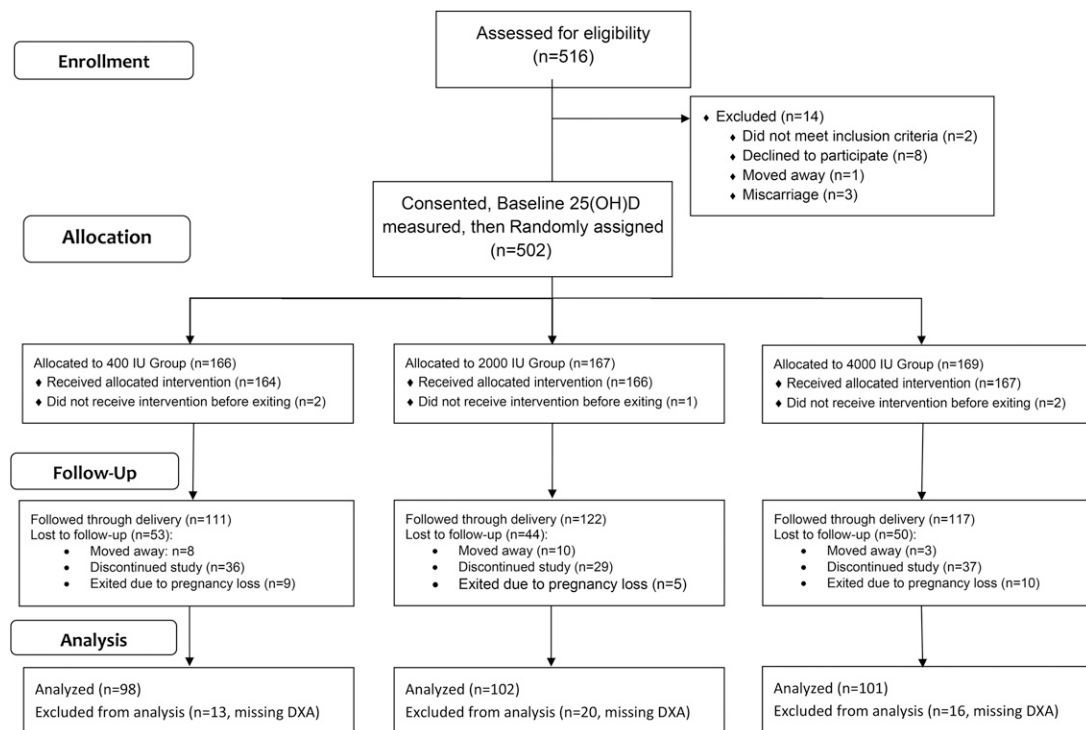 Enrollment
Assessed for eligibility
(n=516)
♦ Excluded (n=14)
♦ Did not meet inclusion criteria (n=2)
♦ Declined to participate (n=8)
♦ Moved away (n=1)
♦ Miscarriage (n=3)
Allocation
Consented, Baseline 25(OH)D
measured, then Randomly assigned
(n=502)
Allocated to 400 IU Group (n=166)
♦ Received allocated intervention (n=164)
♦ Did not receive intervention before exiting (n=2)
Allocated to 2000 IU Group (n=167)
♦ Received allocated intervention (n=166)
♦ Did not receive intervention before exiting (n=1)
Allocated to 4000 IU Group (n=169)
♦ Received allocated intervention (n=167)
♦ Did not receive intervention before exiting (n=2)
Follow-Up
Followed through delivery (n=111)
Lost to follow-up (n=53):
• Moved away: n=8
• Discontinued study (n=36)
• Exited due to pregnancy loss (n=9)
Followed through delivery (n=122)
Lost to follow-up (n=44):
• Moved away (n=10)
• Discontinued study (n=29)
• Exited due to pregnancy loss (n=5)
Followed through delivery (n=117)
Lost to follow-up (n=50):
• Moved away (n=3)
• Discontinued study (n=37)
• Exited due to pregnancy loss (n=10)
Analysis
Analyzed (n=98)
Excluded from analysis (n=13, missing DXA)
Analyzed (n=102)
Excluded from analysis (n=20, missing DXA)
Analyzed (n=101)
Excluded from analysis (n=16, missing DXA)